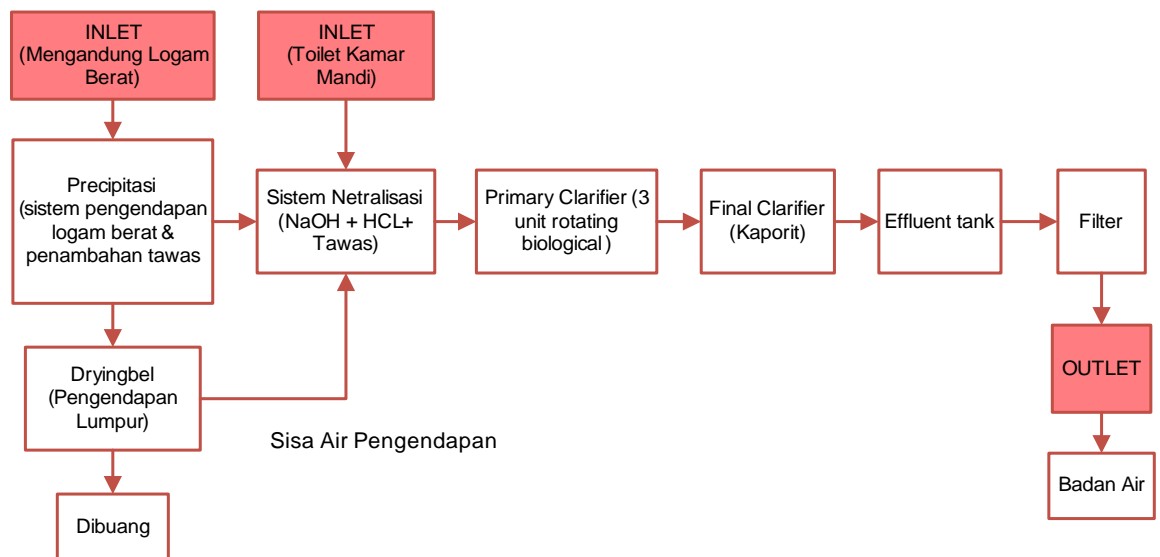 INLET
(Mengandung Logam
Berat)
INLET
(Toilet Kamar
Mandi)
Precipitasi
(sistem pengendapan
logam berat &
penambahan tawas
Sistem Netralisasi
(NaOH + HCL+
Tawas)
Primary Clarifier (3
unit rotating
biological)
Final Clarifier
(Kaporit)
Effluent tank
Filter
Dryingbel
(Pengendapan
Lumpur)
OUTLET
Sisa Air Pengendapan
Badan Air
Dibuang